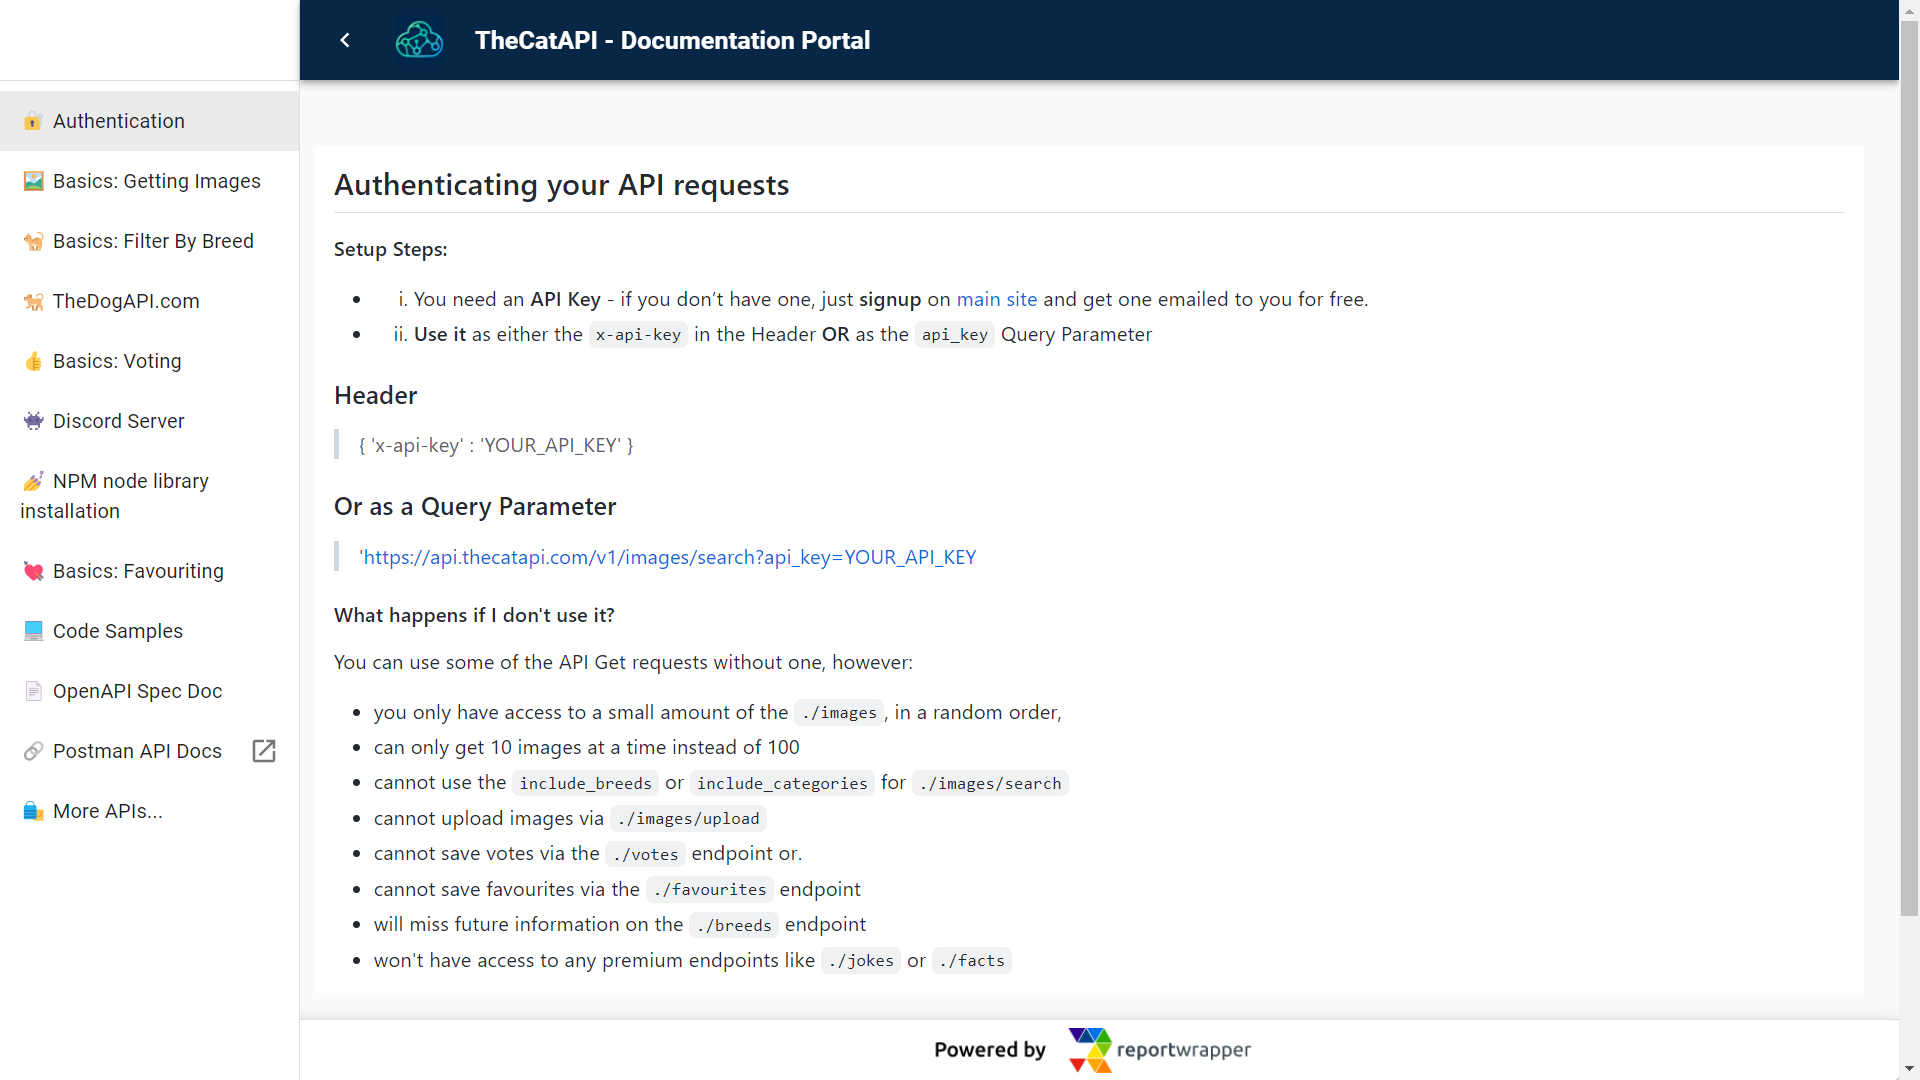 TheCatAPI - Documentation Portal
Authentication
Basics: Getting Images
Basics: Filter By Breed
TheDogAPI.com
Basics: Voting
Discord Server
NPM node library
installation
Basics: Favouriting
Code Samples
OpenAPI Spec Doc
Postman API Docs
More APIs...
Authenticating your API requests
Setup Steps:
i. You need an API Key - if you don’t have one, just signup on main site and get one emailed to you for free.
ii. Use it as either the x-api-key in the Header OR as the api_key Query Parameter
Header
{ 'x-api-key' : 'YOUR_API_KEY' }
Or as a Query Parameter
'https://api.thecatapi.com/v1/images/search?api_key=YOUR_API_KEY
What happens if I don't use it?
You can use some of the API Get requests without one, however:
you only have access to a small amount of the ./images, in a random order,
can only get 10 images at a time instead of 100
cannot use the include_breeds or include_categories for ./images/search
cannot upload images via ./images/upload
cannot save votes via the ./votes endpoint or.
cannot save favourites via the ./favourites endpoint
will miss future information on the ./breeds endpoint
won't have access to any premium endpoints like ./jokes or ./facts
Powered by reportwrapper